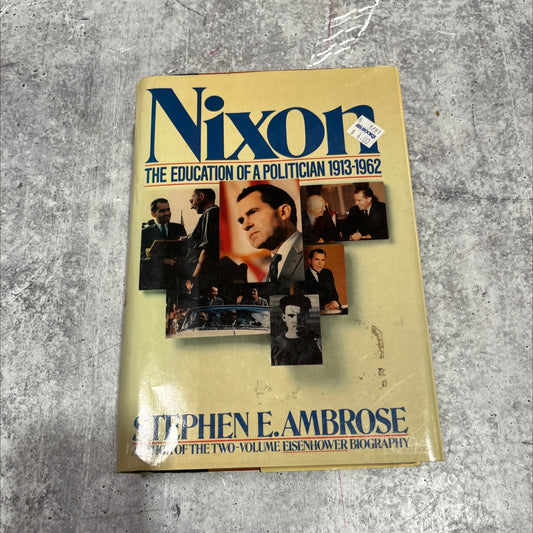 Nixon
THE EDUCATION OF A POLITICIAN 1913-1962
STEPHEN E. AMBROSE
OF THE TWO-VOLUME EISENHOWER BIOGRAPHY